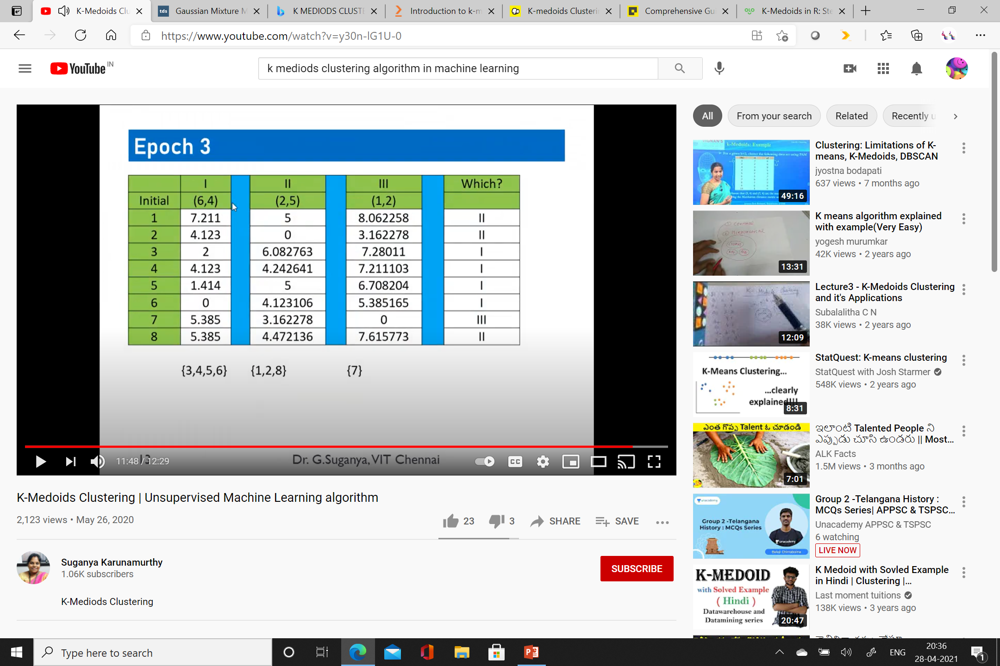 K-Medoids Clu
tds
Gaussian Mixture M
K MEDIODS CLUSTE
Introduction to k-m
K-medoids Clusterin
Comprehensive Gui
OLO
K-Medoids in R: Ste
https://www.youtube.com/watch?v=y30n-lG1U-0
YouTube IN
k mediods clustering algorithm in machine learning
Epoch 3
I II III Which?
Initial (6,4) (2,5) (1,2)
1 7.211 5 8.062258 II
2 4.123 0 3.162278 II
3 2 6.082763 7.28011 I
4 4.123 4.242641 7.211103 I
5 1.414 5 6.708204 I
6 0 4.123106 5.385165 I
7 5.385 3.162278 0 III
8 5.385 4.472136 7.615773 II
{3,4,5,6} {1,2,8} {7}
11:48 / 12:29
13
Dr. G.Suganya, VIT Chennai
CC
K-Medoids Clustering | Unsupervised Machine Learning algorithm
2,123 views • May 26, 2020
23 3 SHARE SAVE
Suganya Karunamurthy
1.06K subscribers
SUBSCRIBE
K-Mediods Clustering
All From your search Related Recently u
k-Medoids: Example
49:16
Clustering: Limitations of K-
means, K-Medoids, DBSCAN
jyostna bodapati
637 views • 7 months ago
13:31
K means algorithm explained
with example(Very Easy)
yogesh murumkar
42K views • 2 years ago
12:09
Lecture3 - K-Medoids Clustering
and it's Applications
Subalalitha C N
38K views • 2 years ago
K-Means Clustering...
...clearly
explained!!!
8:31
StatQuest: K-means clustering
StatQuest with Josh Starmer
548K views • 2 years ago
ఎంత గొప్ప Talent ఓ చూడండి
7:01
ఇలాంటి Talented People ని
ఎప్పుడు చూసి ఉండరు || Most...
ALK Facts
1.5M views • 3 months ago
unacademy
Group 2 -Telangana
History : MCQs Series
unacademy
Group 2 -Telangana History :
MCQs Series| APPSC & TSPSC...
Unacademy APPSC & TSPSC
6 watching
LIVE NOW
K-MEDOID
with Solved Example
( Hindi )
Datawarehouse and
Datamining series
20:47
K Medoid with Sovled Example
in Hindi | Clustering |...
Last moment tuitions
138K views • 3 years ago
Type here to search
ENG
20:36
28-04-2021
1